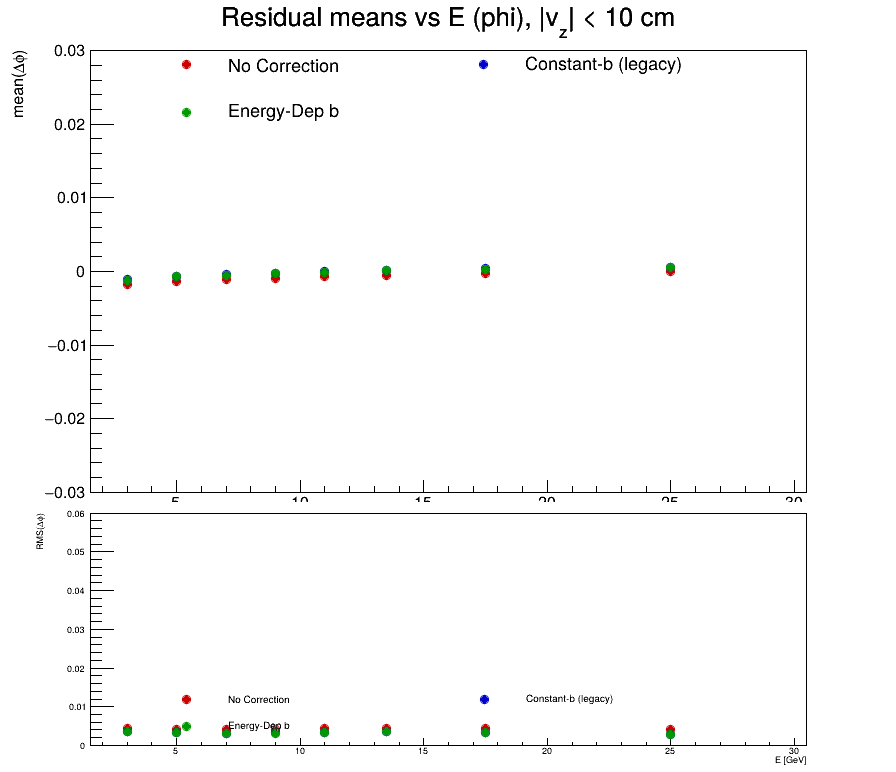 Residual means vs E (phi), |v_z| < 10 cm
mean(Δϕ)
No Correction
Constant-b (legacy)
Energy-Dep b
0.03
0.02
0.01
0
−0.01
−0.02
−0.03
5 10 15 20 25 30
RMS(Δϕ)
0.06
0.05
0.04
0.03
0.02
0.01
0
No Correction
Constant-b (legacy)
Energy-Dep b
5 10 15 20 25 30
E [GeV]